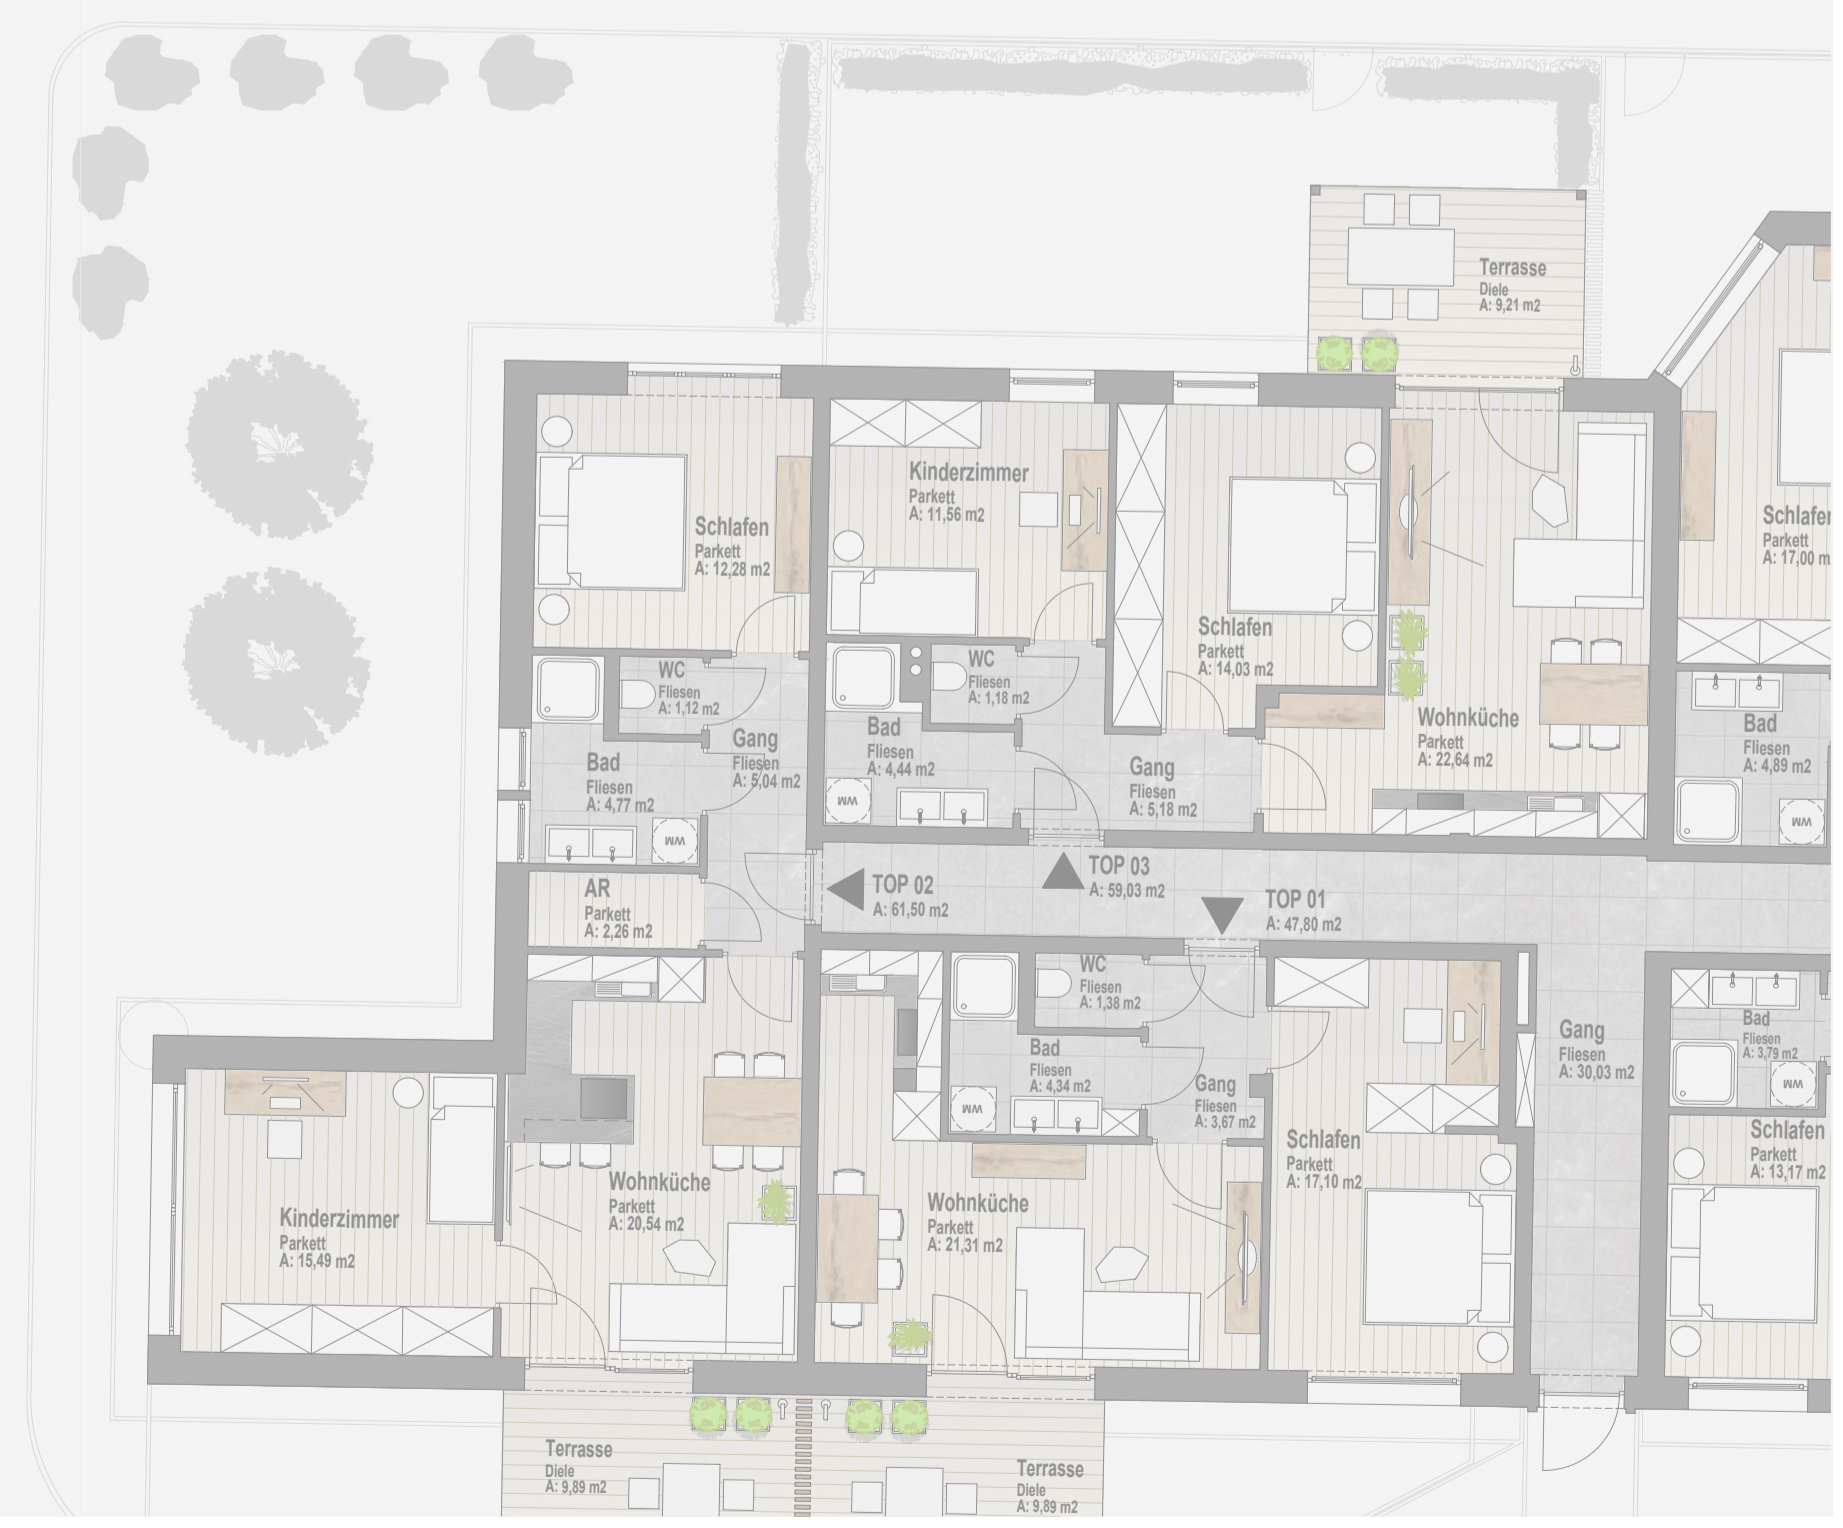 Terrasse
Diele
A: 9,21 m2
Kinderzimmer
Parkett
A: 11,56 m2
Schlafen
Parkett
A: 12,28 m2
Schlafen
Parkett
A: 17,00 m
Schlafen
Parkett
A: 14,03 m2
WC
Fliesen
A: 1,12 m2
WC
Fliesen
A: 1,18 m2
Wohnküche
Parkett
A: 22,64 m2
Bad
Fliesen
A: 4,89 m2
Gang
Fliesen
A: 5,04 m2
Bad
Fliesen
A: 4,44 m2
Bad
Fliesen
A: 4,77 m2
Gang
Fliesen
A: 5,18 m2
WM
WM
WM
TOP 03
A: 59,03 m2
TOP 02
A: 61,50 m2
TOP 01
A: 47,80 m2
AR
Parkett
A: 2,26 m2
WC
Fliesen
A: 1,38 m2
Bad
Fliesen
A: 4,34 m2
Gang
Fliesen
A: 30,03 m2
Bad
Fliesen
A: 3,79 m2
WM
WM
Gang
Fliesen
A: 3,67 m2
Schlafen
Parkett
A: 17,10 m2
Schlafen
Parkett
A: 13,17 m2
Wohnküche
Parkett
A: 20,54 m2
Wohnküche
Parkett
A: 21,31 m2
Kinderzimmer
Parkett
A: 15,49 m2
Terrasse
Diele
A: 9,89 m2
Terrasse
Diele
A: 9,89 m2